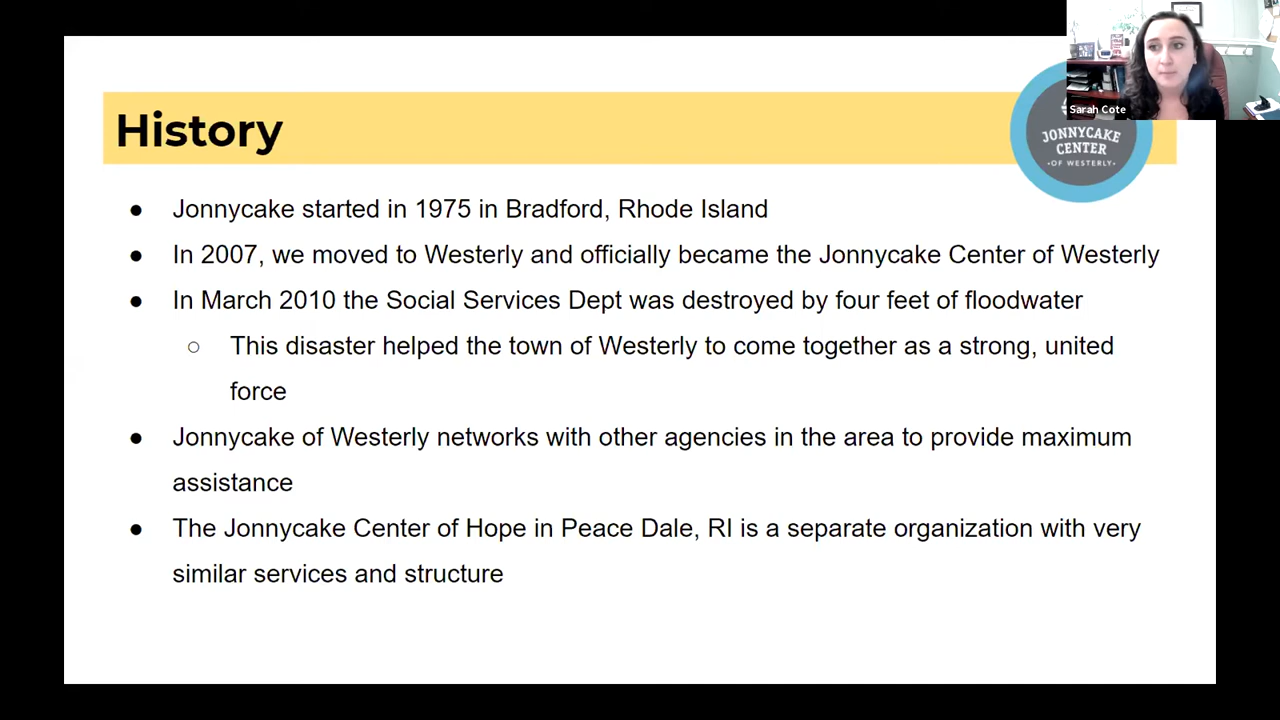 Sarah Cote
History
JONNYCAKE
CENTER
• OF WESTERLY •
● Jonnycake started in 1975 in Bradford, Rhode Island
● In 2007, we moved to Westerly and officially became the Jonnycake Center of Westerly
● In March 2010 the Social Services Dept was destroyed by four feet of floodwater
○ This disaster helped the town of Westerly to come together as a strong, united
force
● Jonnycake of Westerly networks with other agencies in the area to provide maximum
assistance
● The Jonnycake Center of Hope in Peace Dale, RI is a separate organization with very
similar services and structure